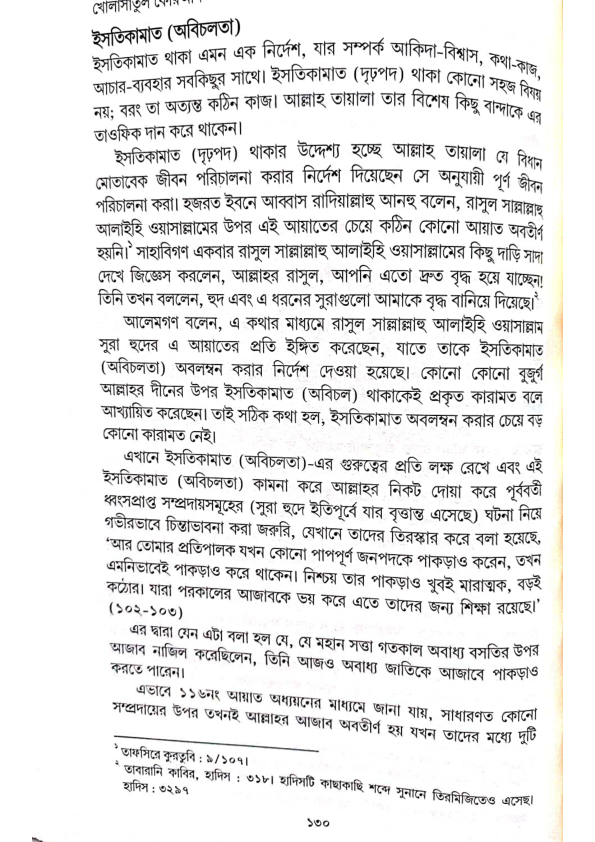 খোলাসাতুল
ইসতিকামাত (অবিচলতা)
ইসতিকামাত থাকা এমন এক নির্দেশ, যার সম্পর্ক আকিদা-বিশ্বাস, কথা-কাজ,
আচার-ব্যবহার সবকিছুর সাথে। ইসতিকামাত (দৃঢ়পদ) থাকা কোনো সহজ বিষয়
নয়; বরং তা অত্যন্ত কঠিন কাজ। আল্লাহ তায়ালা তার বিশেষ কিছু বান্দাকে এর
তাওফিক দান করে থাকেন।
ইসতিকামাত (দৃঢ়পদ) থাকার উদ্দেশ্য হচ্ছে আল্লাহ তায়ালা যে বিধান
মোতাবেক জীবন পরিচালনা করার নির্দেশ দিয়েছেন সে অনুযায়ী পূর্ণ জীবন
পরিচালনা করা। হজরত ইবনে আব্বাস রাদিয়াল্লাহু আনহু বলেন, রাসুল সাল্লাল্লাহু
আলাইহি ওয়াসাল্লামের উপর এই আয়াতের চেয়ে কঠিন কোনো আয়াত অবতীর্ণ
হয়নি।¹ সাহাবিগণ একবার রাসুল সাল্লাল্লাহু আলাইহি ওয়াসাল্লামের কিছু দাড়ি সাদা
দেখে জিজ্ঞেস করলেন, আল্লাহর রাসুল, আপনি এতো দ্রুত বৃদ্ধ হয়ে যাচ্ছেন!
তিনি তখন বললেন, হুদ এবং এ ধরনের সুরাগুলো আমাকে বৃদ্ধ বানিয়ে দিয়েছে।²
আলেমগণ বলেন, এ কথার মাধ্যমে রাসুল সাল্লাল্লাহু আলাইহি ওয়াসাল্লাম
সুরা হুদের এ আয়াতের প্রতি ইঙ্গিত করেছেন, যাতে তাকে ইসতিকামাত
(অবিচলতা) অবলম্বন করার নির্দেশ দেওয়া হয়েছে। কোনো কোনো বুজুর্গ
আল্লাহর দীনের উপর ইসতিকামাত (অবিচল) থাকাকেই প্রকৃত কারামত বলে
আখ্যায়িত করেছেন। তাই সঠিক কথা হল, ইসতিকামাত অবলম্বন করার চেয়ে বড়
কোনো কারামত নেই।
এখানে ইসতিকামাত (অবিচলতা)-এর গুরুত্বের প্রতি লক্ষ রেখে এবং এই
ইসতিকামাত (অবিচলতা) কামনা করে আল্লাহর নিকট দোয়া করে পূর্ববর্তী
ধ্বংসপ্রাপ্ত সম্প্রদায়সমূহের (সুরা হুদে ইতিপূর্বে যার বৃত্তান্ত এসেছে) ঘটনা নিয়ে
গভীরভাবে চিন্তাভাবনা করা জরুরি, যেখানে তাদের তিরস্কার করে বলা হয়েছে,
‘আর তোমার প্রতিপালক যখন কোনো পাপপূর্ণ জনপদকে পাকড়াও করেন, তখন
এমনিভাবেই পাকড়াও করে থাকেন। নিশ্চয় তার পাকড়াও খুবই মারাত্মক, বড়ই
কঠোর। যারা পরকালের আজাবকে ভয় করে এতে তাদের জন্য শিক্ষা রয়েছে।’
(১০২-১০৩)
এর দ্বারা যেন এটা বলা হল যে, যে মহান সত্তা গতকাল অবাধ্য বসতির উপর
আজাব নাজিল করেছিলেন, তিনি আজও অবাধ্য জাতিকে আজাবে পাকড়াও
করতে পারেন।
এভাবে ১১৬নং আয়াত অধ্যয়নের মাধ্যমে জানা যায়, সাধারণত কোনো
সম্প্রদায়ের উপর তখনই আল্লাহর আজাব অবতীর্ণ হয় যখন তাদের মধ্যে দুটি
¹ তাফসিরে কুরতুবি : ৯/১০৭।
² তাবারানি কাবির, হাদিস : ৩১৮। হাদিসটি কাছাকাছি শব্দে সুনানে তিরমিজিতেও এসেছে।
হাদিস : ৩২৯৭
১৩০